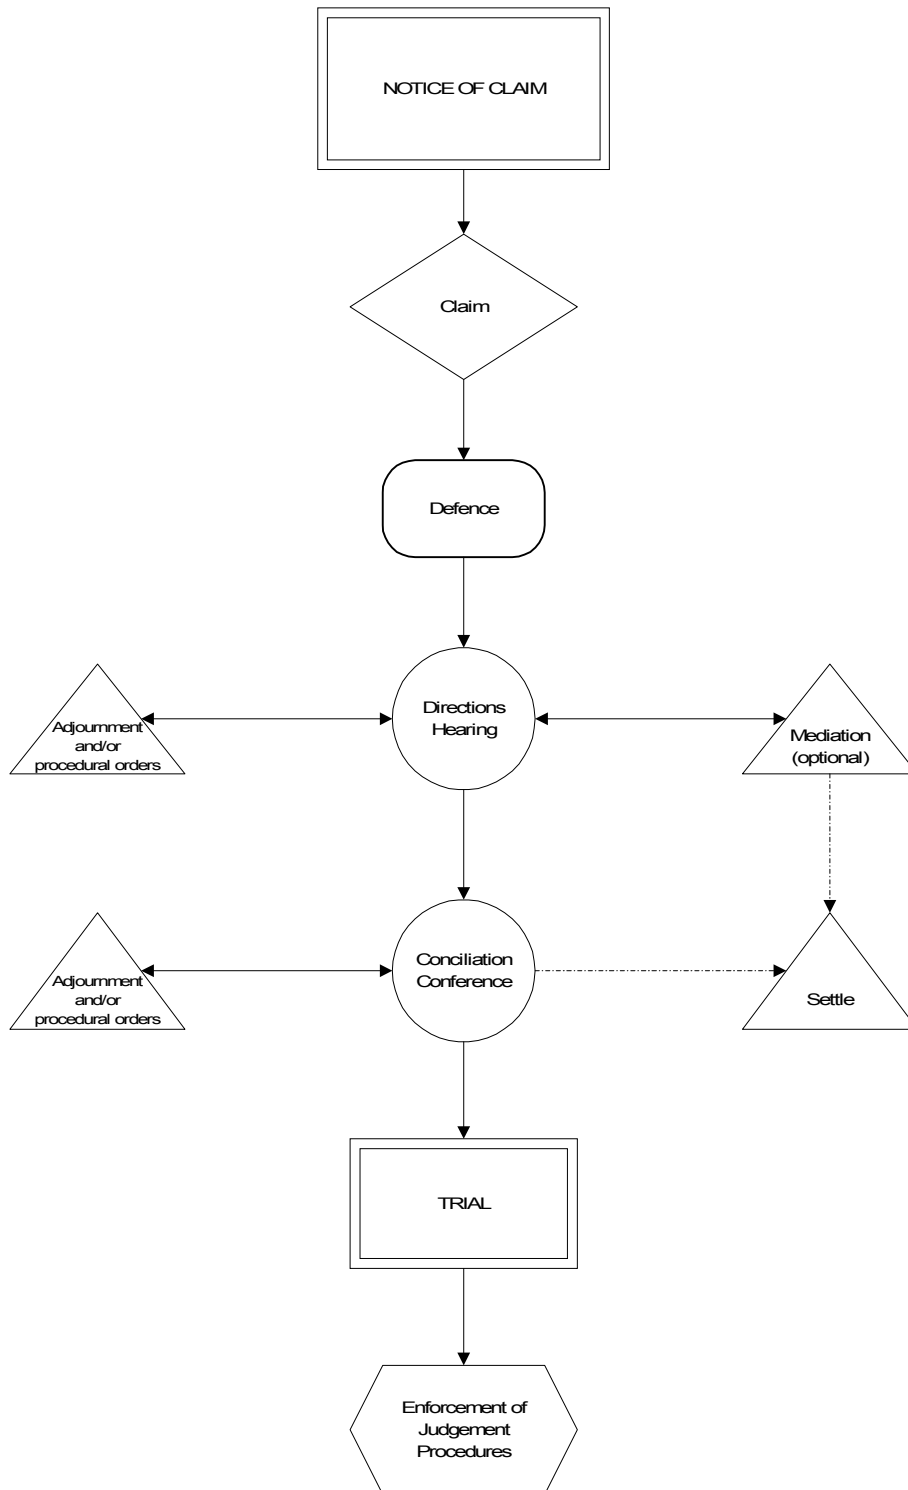 NOTICE OF CLAIM
Claim
Defence
Adjournment
and/or
procedural orders
Directions
Hearing
Mediation
(optional)
Adjournment
and/or
procedural orders
Conciliation
Conference
Settle
TRIAL
Enforcement of
Judgement
Procedures